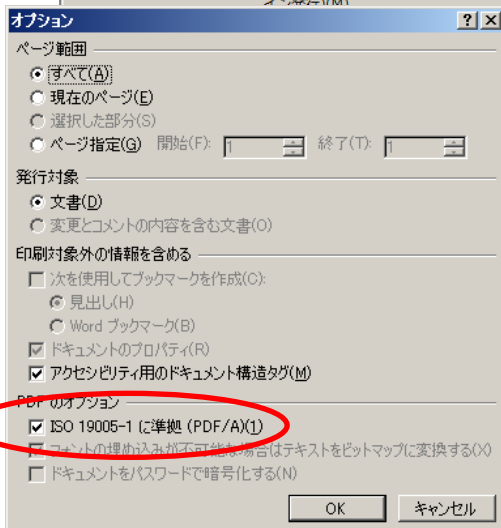 オプション
ページ範囲
すべて(A)
現在のページ(E)
選択した部分(S)
ページ指定(G) 開始(F): 1 終了(T): 1
発行対象
文書(D)
変更とコメントの内容を含む文書(O)
印刷対象外の情報を含める
次を使用してブックマークを作成(C):
見出し(H)
Word ブックマーク(B)
ドキュメントのプロパティ(R)
アクセシビリティ用のドキュメント構造タグ(M)
PDF のオプション
ISO 19005-1 に準拠 (PDF/A)(1)
フォントの埋め込みが不可能な場合はテキストをビットマップに変換する(X)
ドキュメントをパスワードで暗号化する(N)
OK キャンセル